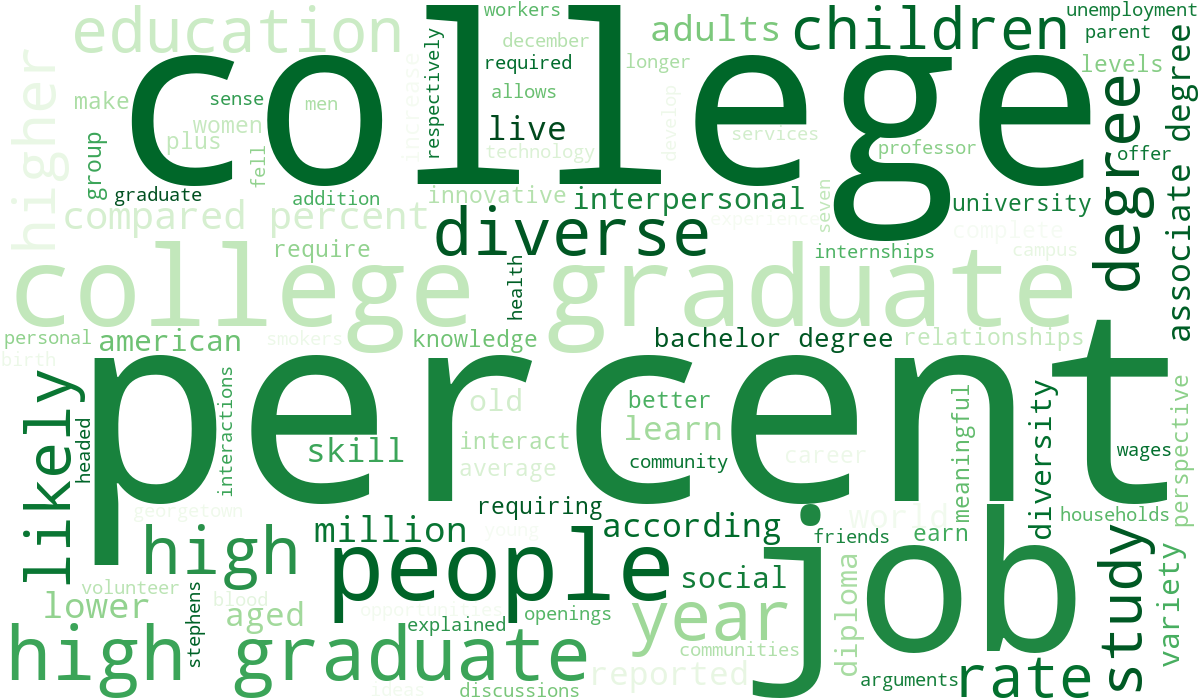 workers
unemployment
education
college
adults
children
december
parent
higher
respectively
required
longer
levels
associate degree
make
sense
men
increase
allows
degree
women
live
develop
services
group
plus
fell
technology
professor
offer
graduate
addition
innovative
interpersonal
seven
university
compared percent
diverse
experience
complete
require
health
internships
campus
college graduate
personal
american
smokers
knowledge
bachelor degree
relationships
birth
percent
likely
headed
interactions
old
better
learn
meaningful
diversity
perspective
skill
interact
average
community
career
wages
georgetown
requiring
world
households
high
million
young
according
friends
earn
people
job
study
variety
volunteer
stephens
blood
social
diploma
lower
aged
opportunities
openings
year
explained
communities
high graduate
reported
arguments
rate
ideas
discussions